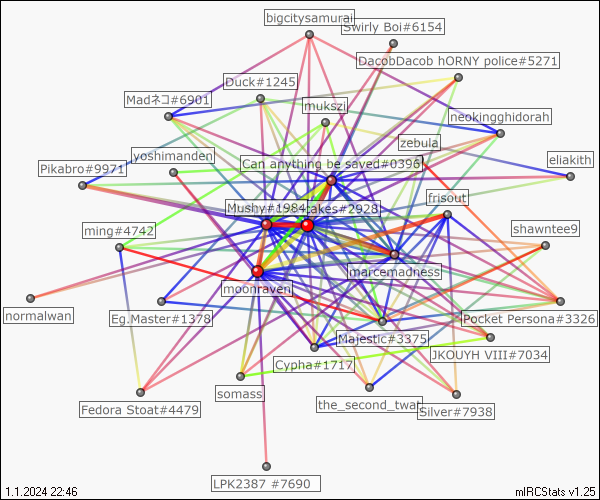 bigcitysamurai
Swirly Boi#6154
DacobDacob hORNY police#5271
Duck#1245
Madネコ#6901
mukszi
neokingghidorah
zebula
yoshimanden
Can anything be saved#0396
eliakith
Pikabro#9971
frisout
Mushy#1984
takes#2928
ming#4742
shawntee9
marcemadness
moonraven
normalwan
Eg.Master#1378
Pocket Persona#3326
Majestic#3375
JKOUYH VIII#7034
Cypha#1717
somass
the_second_twat
Fedora Stoat#4479
Silver#7938
LPK2387 #7690
1.1.2024 22:46
mIRCStats v1.25